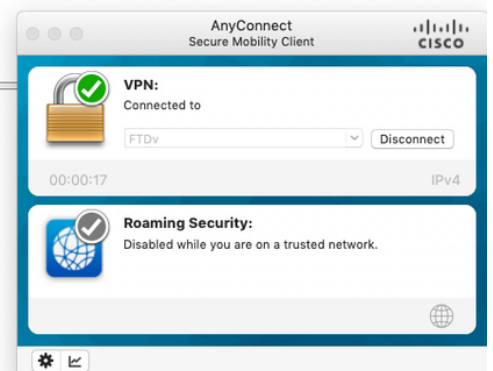 AnyConnect
Secure Mobility Client
CISCO
VPN:
Connected to
FTDv
Disconnect
00:00:17
IPv4
Roaming Security:
Disabled while you are on a trusted network.